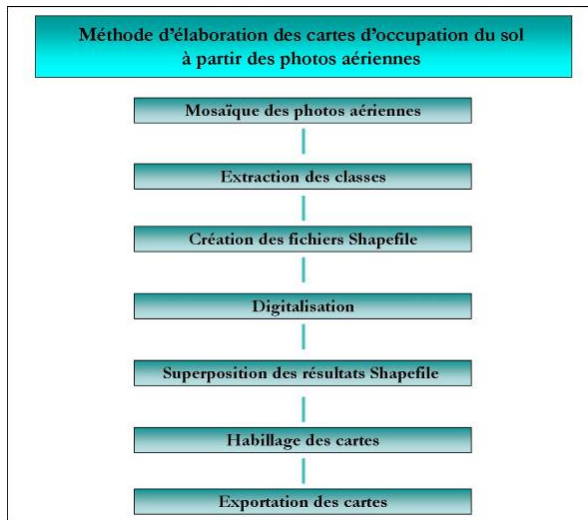 Méthode d’élaboration des cartes d’occupation du sol
à partir des photos aériennes
Mosaïque des photos aériennes
Extraction des classes
Création des fichiers Shapefile
Digitalisation
Superposition des résultats Shapefile
Habillage des cartes
Exportation des cartes